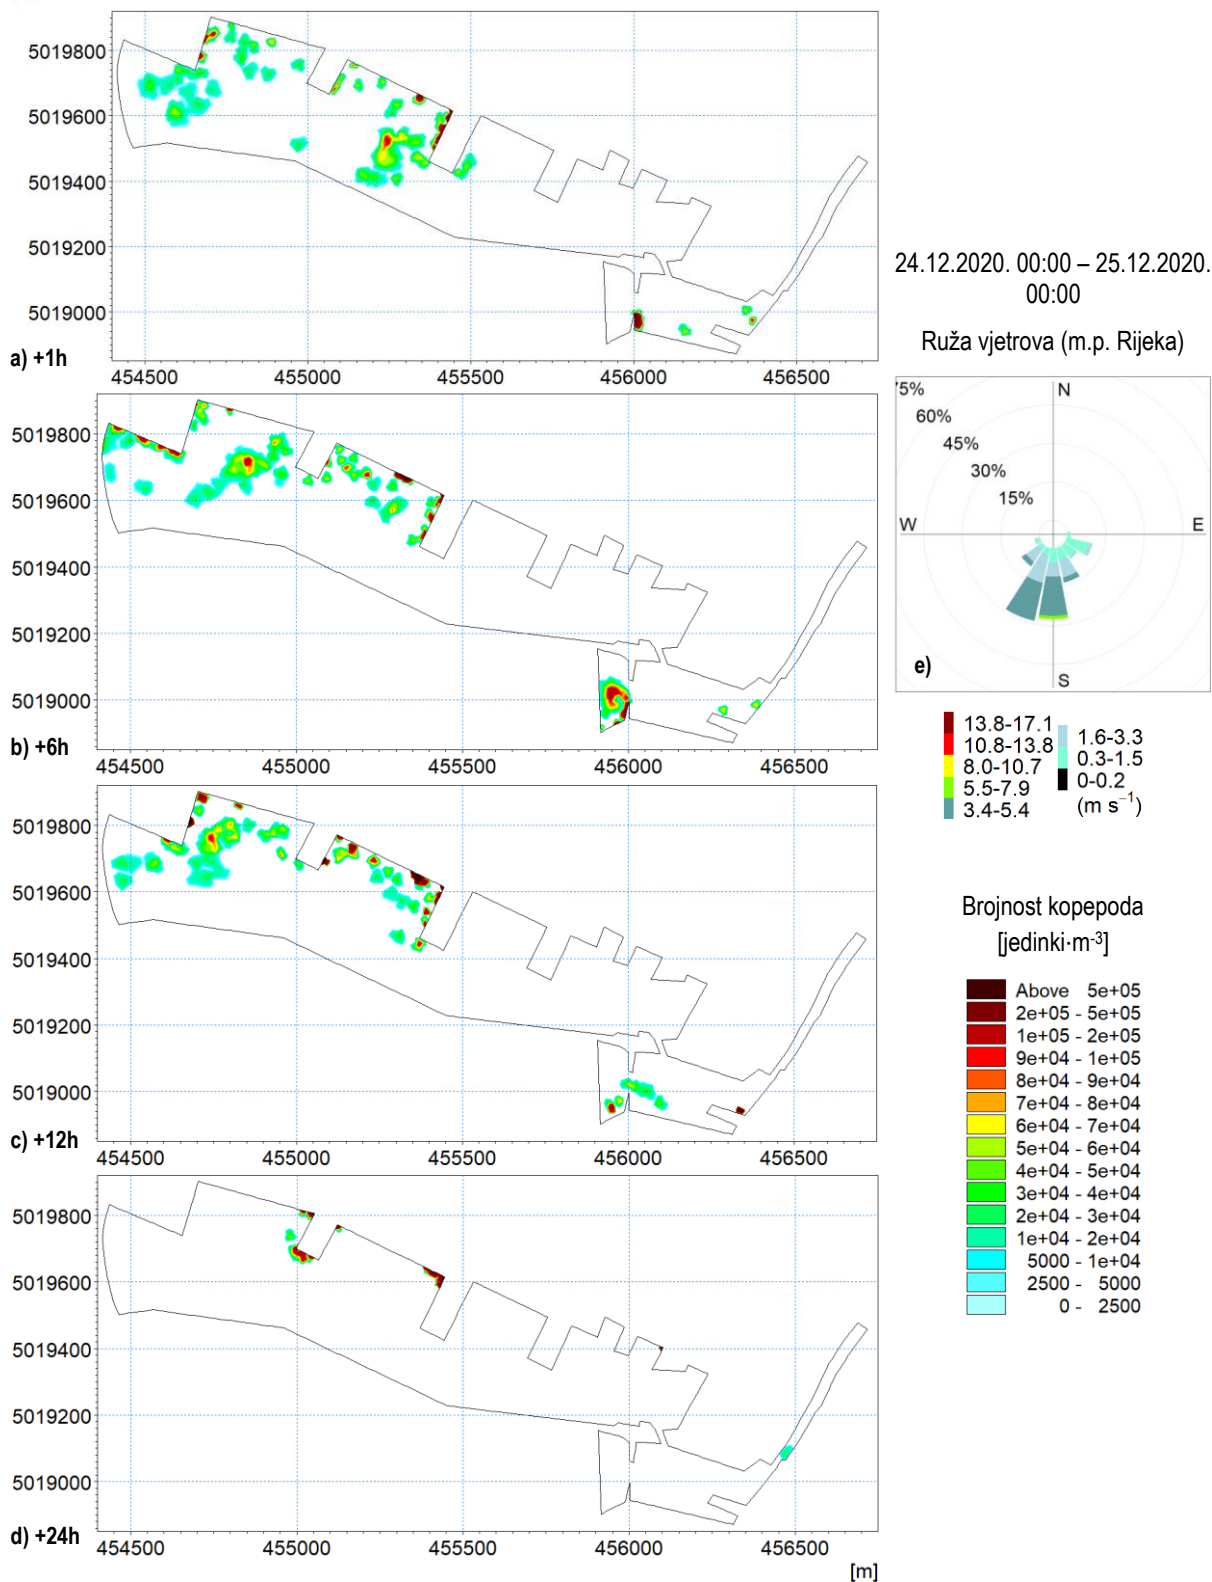 5019800
5019600
5019400
5019200
5019000
a) +1h
454500 455000 455500 456000 456500
5019800
5019600
5019400
5019200
5019000
b) +6h
454500 455000 455500 456000 456500
5019800
5019600
5019400
5019200
5019000
c) +12h
454500 455000 455500 456000 456500
5019800
5019600
5019400
5019200
5019000
d) +24h
454500 455000 455500 456000 456500
[m]
24.12.2020. 00:00 – 25.12.2020.
00:00
Ruža vjetrova (m.p. Rijeka)
75%
60%
45%
30%
15%
N
W
E
S
e)
13.8-17.1
10.8-13.8
8.0-10.7
5.5-7.9
3.4-5.4
1.6-3.3
0.3-1.5
0-0.2
(m s⁻¹)
Brojnost kopepoda
[jedinki·m⁻³]
Above 5e+05
2e+05 - 5e+05
1e+05 - 2e+05
9e+04 - 1e+05
8e+04 - 9e+04
7e+04 - 8e+04
6e+04 - 7e+04
5e+04 - 6e+04
4e+04 - 5e+04
3e+04 - 4e+04
2e+04 - 3e+04
1e+04 - 2e+04
5000 - 1e+04
2500 - 5000
0 - 2500